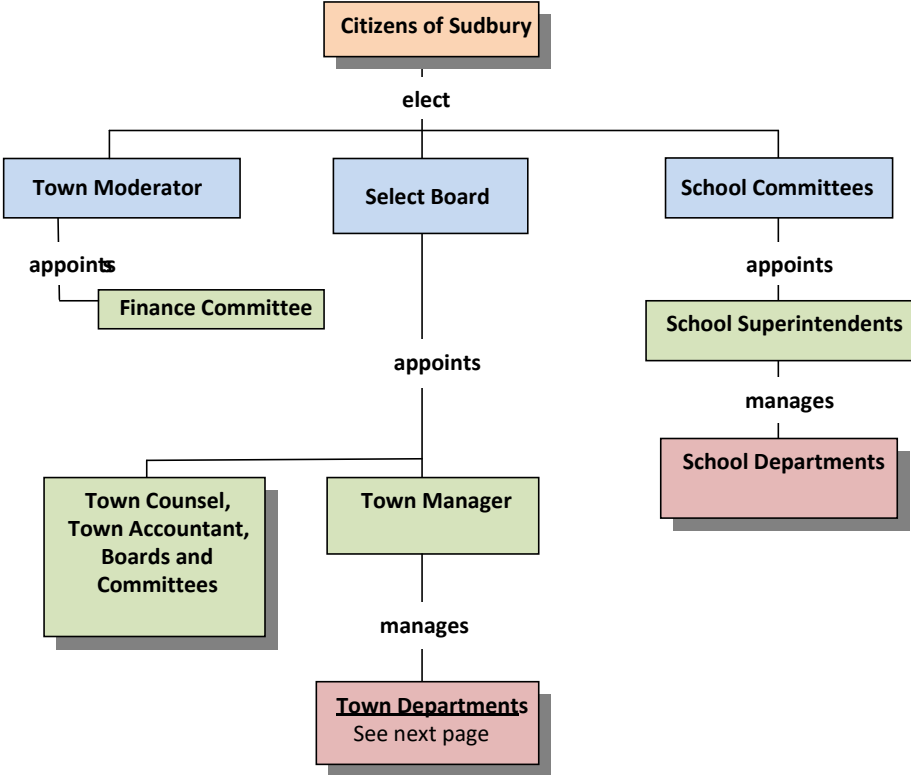 Citizens of Sudbury
elect
Town Moderator
Select Board
School Committees
appoints
Finance Committee
appoints
appoints
School Superintendents
manages
School Departments
Town Counsel,
Town Accountant,
Boards and
Committees
Town Manager
manages
Town Departments
See next page